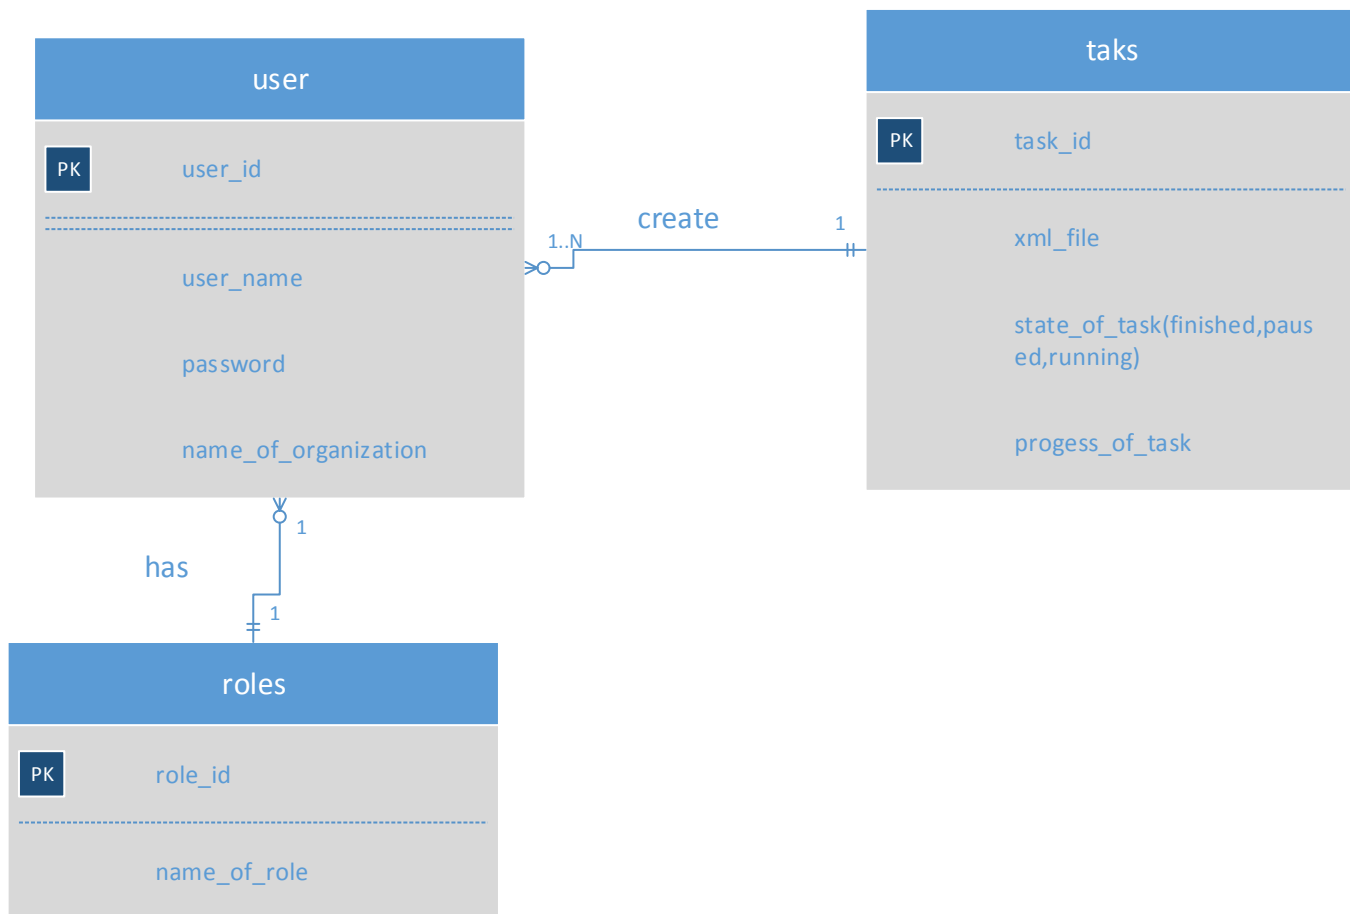 user
PK
user_id
user_name
password
name_of_organization
create
1..N
1
taks
PK
task_id
xml_file
state_of_task(finished,paus
ed,running)
progess_of_task
1
has
1
roles
PK
role_id
name_of_role